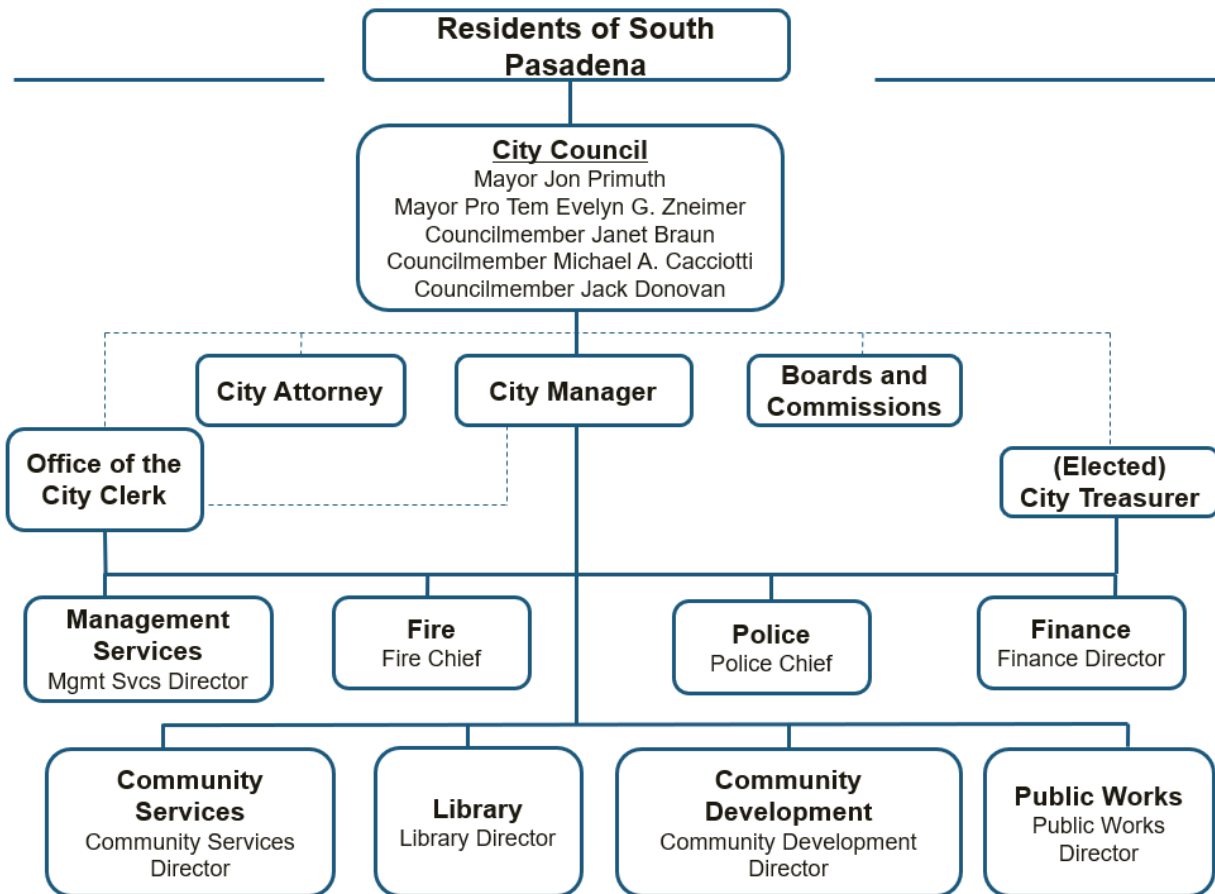 Residents of South
Pasadena
City Council
Mayor Jon Primuth
Mayor Pro Tem Evelyn G. Zneimer
Councilmember Janet Braun
Councilmember Michael A. Cacciotti
Councilmember Jack Donovan
City Attorney
City Manager
Boards and
Commissions
Office of the
City Clerk
(Elected)
City Treasurer
Management
Services
Mgmt Svcs Director
Fire
Fire Chief
Police
Police Chief
Finance
Finance Director
Community
Services
Community Services
Director
Library
Library Director
Community
Development
Community Development
Director
Public Works
Public Works
Director